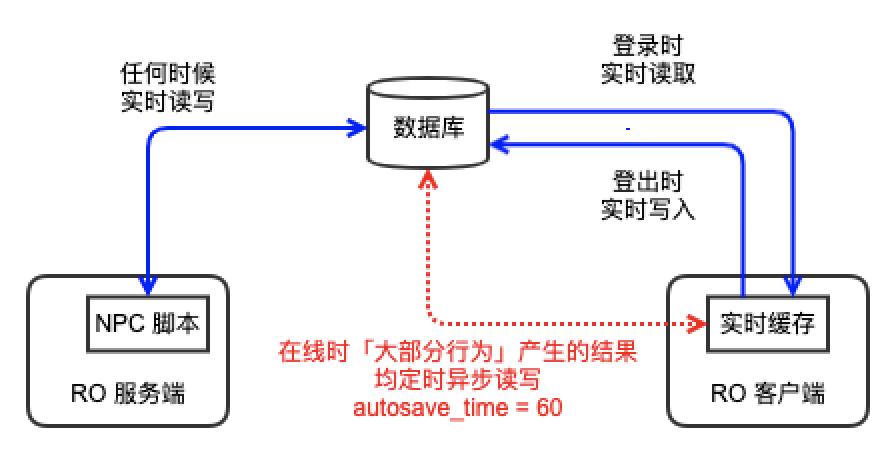 任何时候
实时读写
数据库
登录时
实时读取
登出时
实时写入
NPC 脚本
RO 服务端
在线时「大部分行为」产生的结果
均定时异步读写
autosave_time = 60
实时缓存
RO 客户端